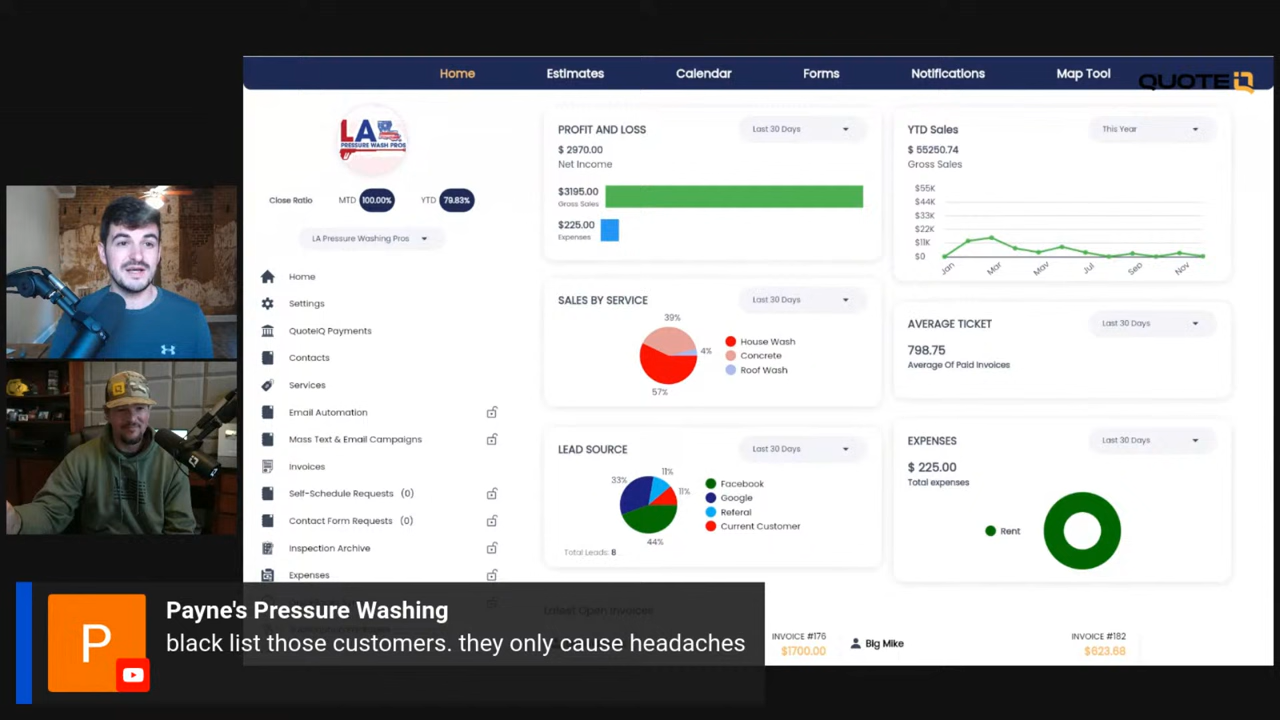 Home
Estimates
Calendar
Forms
Notifications
Map Tool
QUOTEIQ
LA
PRESSURE WASH PROS
Close Ratio
MTD
100.00%
YTD
79.83%
LA Pressure Washing Pros
Home
Settings
QuoteIQ Payments
Contacts
Services
Email Automation
Mass Text & Email Campaigns
Invoices
Self-Schedule Requests (0)
Contact Form Requests (0)
Inspection Archive
Expenses
PROFIT AND LOSS
Last 30 Days
$ 2970.00
Net Income
$3195.00
Gross Sales
$225.00
Expenses
SALES BY SERVICE
Last 30 Days
39%
4%
57%
House Wash
Concrete
Roof Wash
LEAD SOURCE
Last 30 Days
33%
11%
11%
44%
Facebook
Google
Referal
Current Customer
Total Leads: 8
YTD Sales
This Year
$ 55250.74
Gross Sales
$55K
$44K
$33K
$22K
$11K
$0
Jan
Mar
May
Jul
Sep
Nov
AVERAGE TICKET
Last 30 Days
798.75
Average Of Paid Invoices
EXPENSES
Last 30 Days
$ 225.00
Total expenses
Rent
Latest Open Invoices
INVOICE #176
$1700.00
Big Mike
INVOICE #182
$623.68
P
Payne's Pressure Washing
black list those customers. they only cause headaches